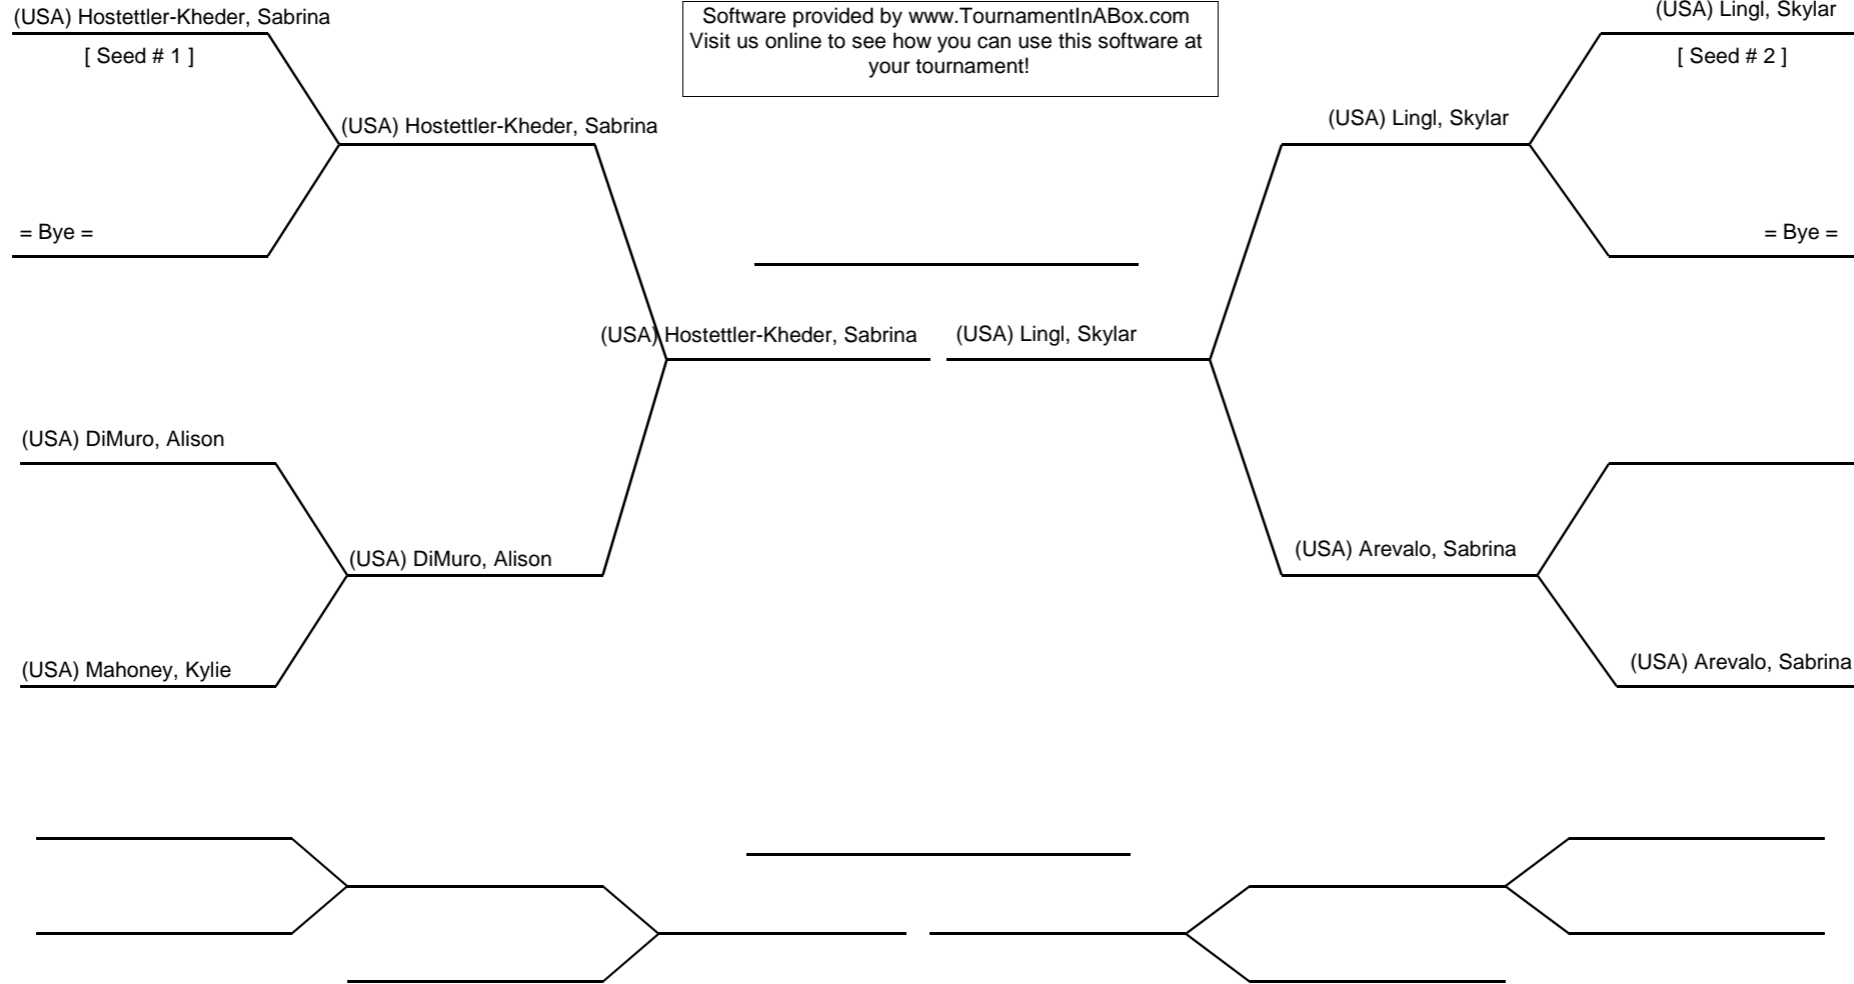 (USA) Hostettler-Kheder, Sabrina
[ Seed # 1 ]
Software provided by www.TournamentInABox.com
Visit us online to see how you can use this software at
your tournament!
(USA) Lingl, Skylar
[ Seed # 2 ]
(USA) Hostettler-Kheder, Sabrina
(USA) Lingl, Skylar
= Bye =
= Bye =
(USA) Hostettler-Kheder, Sabrina
(USA) Lingl, Skylar
(USA) DiMuro, Alison
(USA) DiMuro, Alison
(USA) Arevalo, Sabrina
(USA) Mahoney, Kylie
(USA) Arevalo, Sabrina